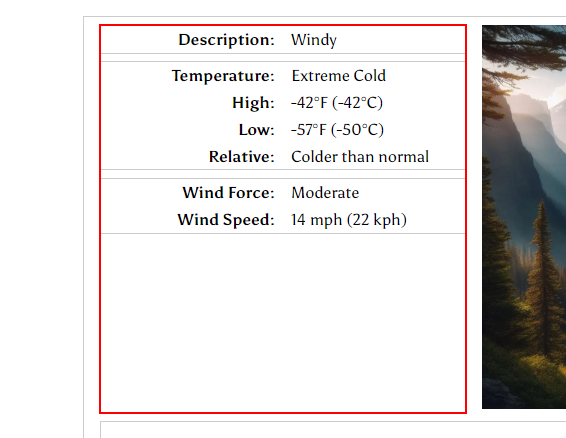 Description: Windy
Temperature: Extreme Cold
High: -42°F (-42°C)
Low: -57°F (-50°C)
Relative: Colder than normal
Wind Force: Moderate
Wind Speed: 14 mph (22 kph)